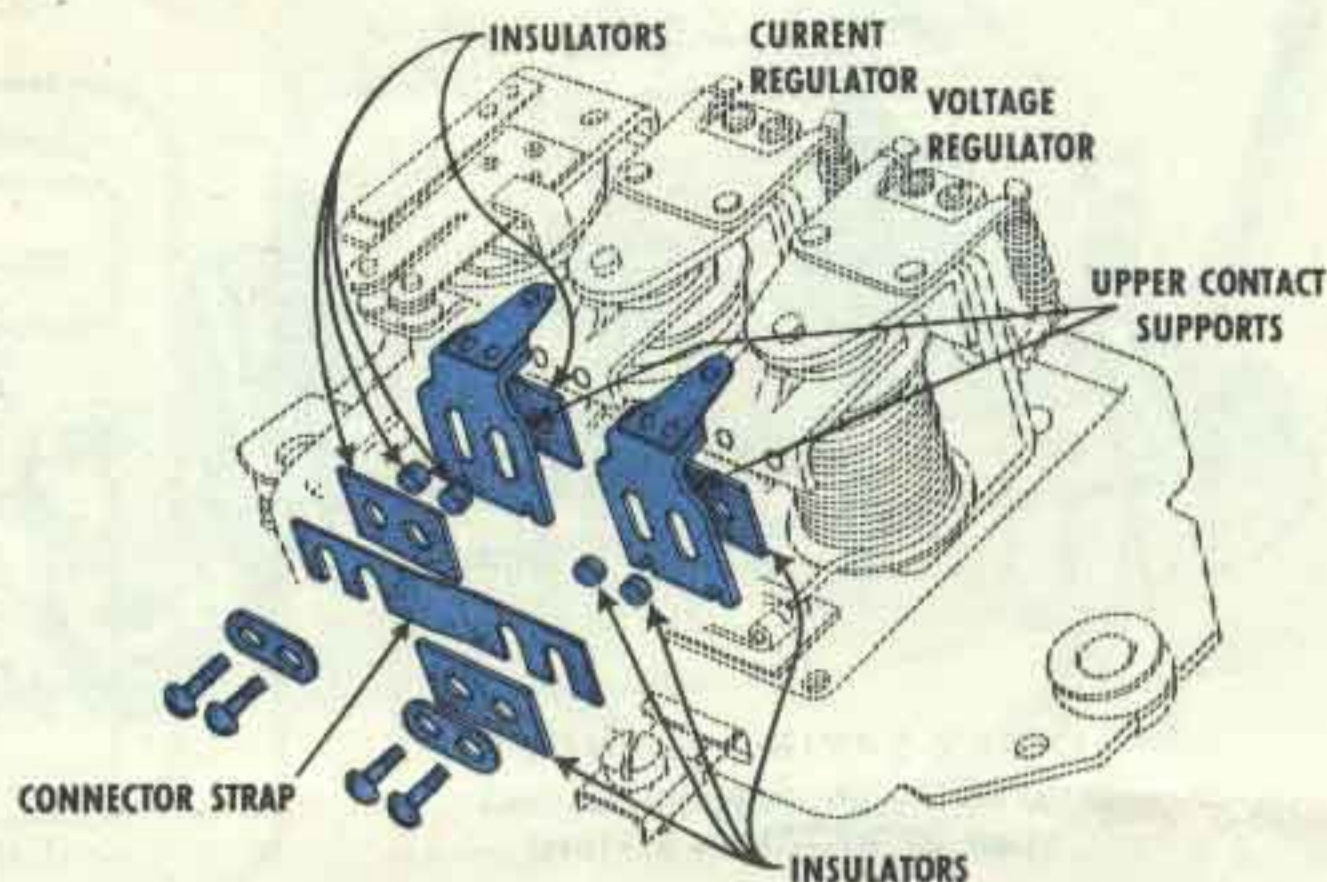 INSULATORS
CURRENT
REGULATOR
VOLTAGE
REGULATOR
UPPER CONTACT
SUPPORTS
CONNECTOR STRAP
INSULATORS